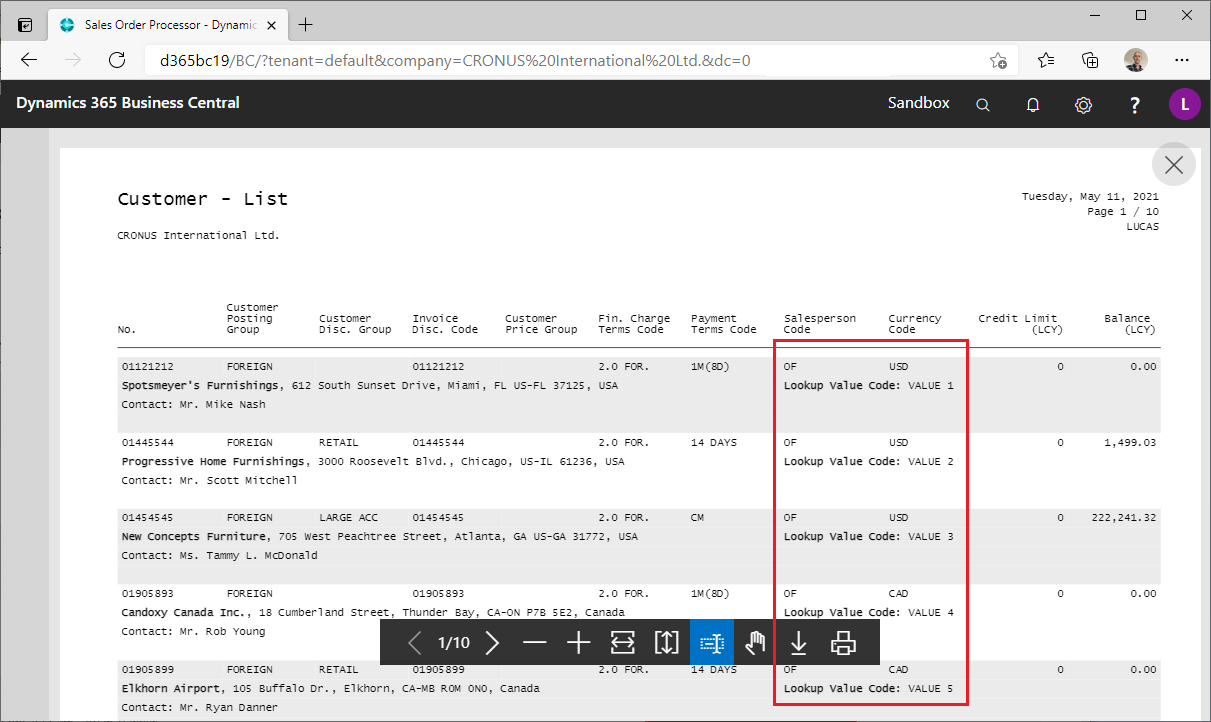 Sales Order Processor - Dynamic
d365bc19/BC/?tenant=default&company=CRONUS%20International%20Ltd.&dc=0
Dynamics 365 Business Central
Sandbox
?
L
Customer - List
Tuesday, May 11, 2021
Page 1 / 10
LUCAS
CRONUS International Ltd.
No. Customer Posting Group Customer Disc. Group Invoice Disc. Code Customer Price Group Fin. Charge Terms Code Payment Terms Code Salesperson Code Currency Code Credit Limit (LCY) Balance (LCY)
01121212 FOREIGN 01121212 2.0 FOR. 1M(8D) OF USD 0 0.00
Spotsmeyer's Furnishings, 612 South Sunset Drive, Miami, FL US-FL 37125, USA Lookup Value Code: VALUE 1
Contact: Mr. Mike Nash
01445544 FOREIGN RETAIL 01445544 2.0 FOR. 14 DAYS OF USD 0 1,499.03
Progressive Home Furnishings, 3000 Roosevelt Blvd., Chicago, US-IL 61236, USA Lookup Value Code: VALUE 2
Contact: Mr. Scott Mitchell
01454545 FOREIGN LARGE ACC 01454545 2.0 FOR. CM OF USD 0 222,241.32
New Concepts Furniture, 705 West Peachtree Street, Atlanta, GA US-GA 31772, USA Lookup Value Code: VALUE 3
Contact: Ms. Tammy L. McDonald
01905893 FOREIGN 01905893 2.0 FOR. 1M(8D) OF CAD 0 0.00
Candoxy Canada Inc., 18 Cumberland Street, Thunder Bay, CA-ON P7B 5E2, Canada Lookup Value Code: VALUE 4
Contact: Mr. Rob Young
1/10
01905899 FOREIGN RETAIL 01905899 2.0 FOR. 14 DAYS OF CAD 0 0.00
Elkhorn Airport, 105 Buffalo Dr., Elkhorn, CA-MB ROM 0N0, Canada Lookup Value Code: VALUE 5
Contact: Mr. Ryan Danner